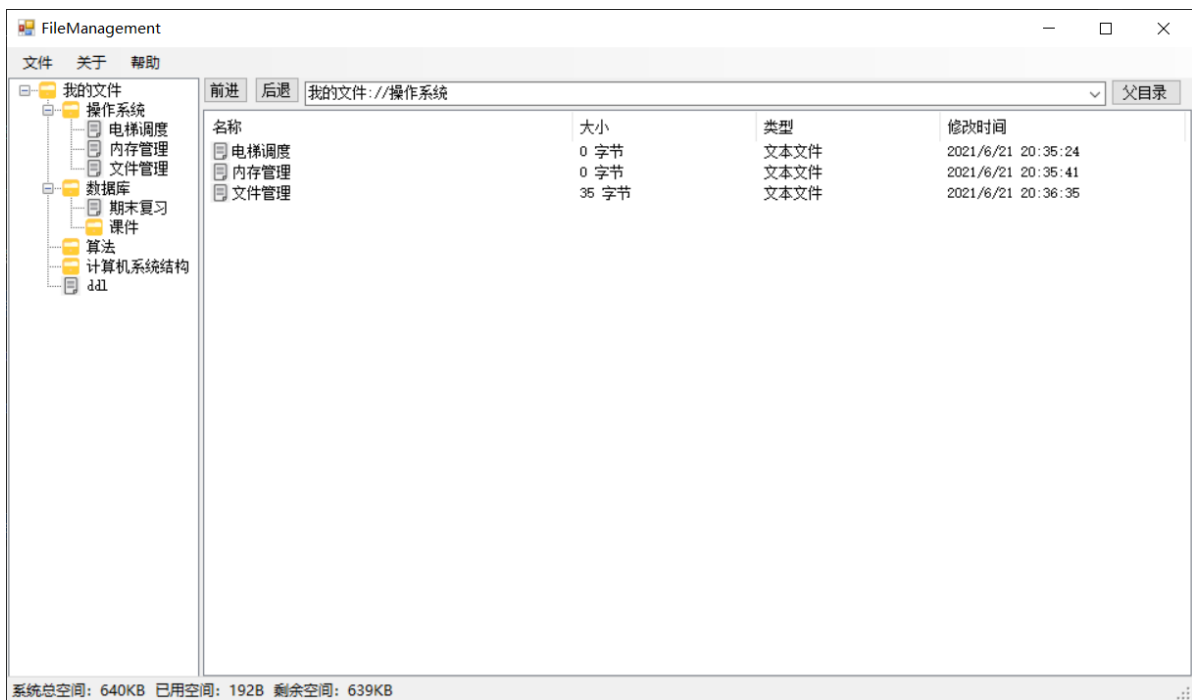 FileManagement
文件 关于 帮助
我的文件
操作系统
电梯调度
内存管理
文件管理
数据库
期末复习
课件
算法
计算机系统结构
ddl
前进 后退 我的文件://操作系统 父目录
名称 大小 类型 修改时间
电梯调度 0 字节 文本文件 2021/6/21 20:35:24
内存管理 0 字节 文本文件 2021/6/21 20:35:41
文件管理 35 字节 文本文件 2021/6/21 20:36:35
系统总空间: 640KB 已用空间: 192B 剩余空间: 639KB